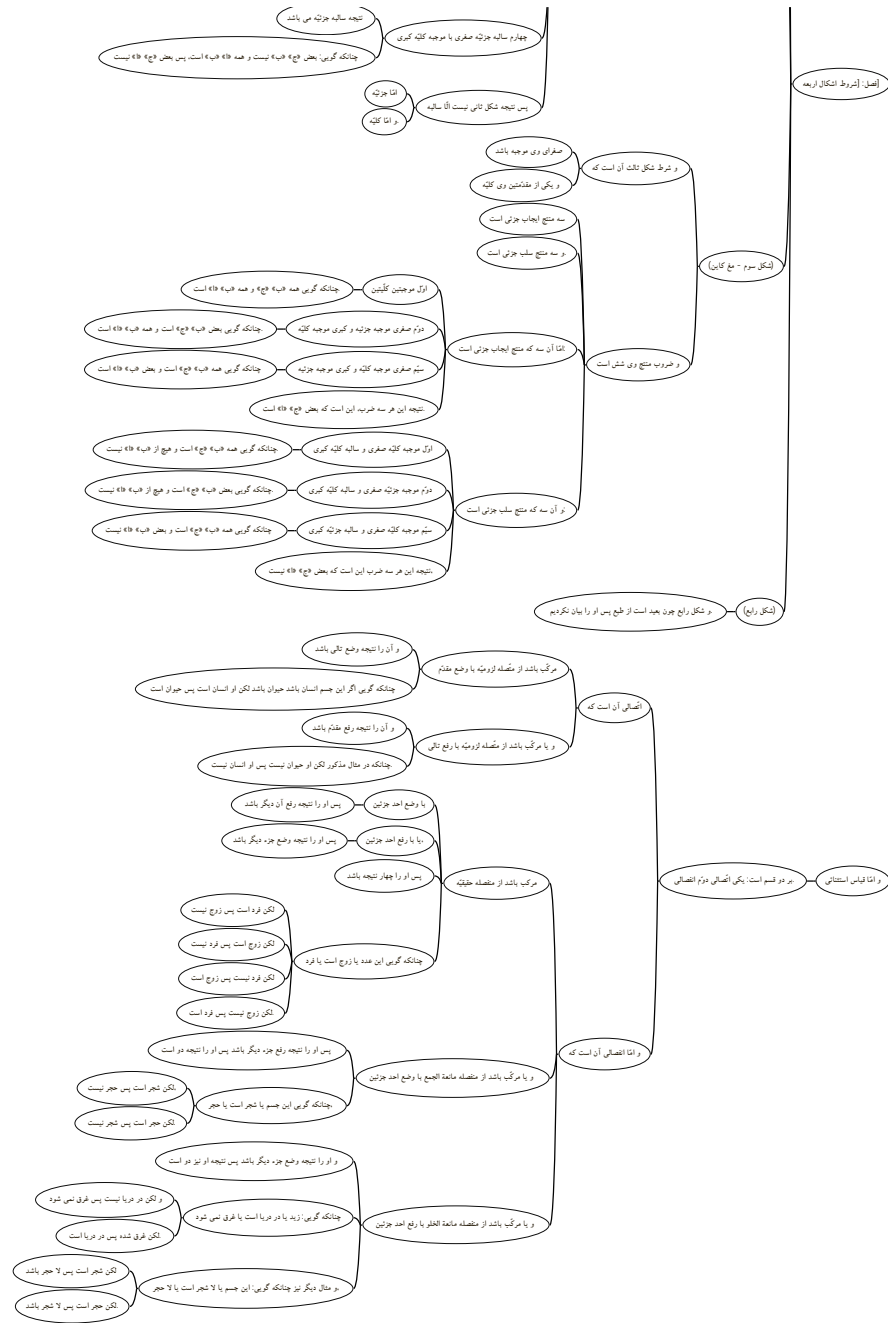 نتیجه سالبه جزئیّه می باشد
چهارم سالبه جزئیّه صغری با موجبه کلیّه کبری
چنانکه گویی: بعض «ج» «ب» نیست و همه «ا» «ب» است، پس بعض «ج» «ا» نیست
[فصل: [شروط اشکال اربعه
امّا جزئیّه
پس نتیجه شکل ثانی نیست الّا سالبه
و امّا کلیّه.
صغرای وی موجبه باشد
و شرط شکل ثالث آن است که
و یکی از مقدّمتین وی کلیّه
سه منتج ایجاب جزئی است
و سه منتج سلب جزئی است.
(شکل سوم - مغ کاین)
اوّل موجبتین کلّیتین
چنانکه گویی همه «ب» «ج» و همه «ب» «ا» است.
دوّم صغری موجبه جزئیه و کبری موجبه کلیّه
چنانکه گویی بعض «ب» «ج» است و همه «ب» «ا» است.
امّا آن سه که منتج ایجاب جزئی است:
و ضروب منتج وی شش است
سیّم صغری موجبه کلیّه و کبری موجبه جزئیه
چنانکه گویی همه «ب» «ج» است و بعض «ب» «ا» است
نتیجه این هر سه ضرب، این است که بعض «ج» «ا» است.
اوّل موجبه کلیّه صغری و سالبه کلیّه کبری
چنانکه گویی همه «ب» «ج» است و هیچ از «ب» «ا» نیست.
دوّم موجبه جزئیّه صغری و سالبه کلیّه کبری
چنانکه گویی بعض «ب» «ج» است و هیچ از «ب» «ا» نیست.
و آن سه که منتج سلب جزئی است:
سیّم موجبه کلیّه صغری و سالبه جزئیّه کبری
چنانکه گویی همه «ب» «ج» است و بعض «ب» «ا» نیست
نتیجه این هر سه ضرب این است که بعض «ج» «ا» نیست.
(شکل رابع)
و شکل رابع چون بعید است از طبع پس او را بیان نکردیم.
و آن را نتیجه وضع تالی باشد
مرکّب باشد از متّصله لزومیّه با وضع مقدّم
چنانکه گویی اگر این جسم انسان باشد حیوان باشد لکن او انسان است پس حیوان است
اتّصالی آن است که
و آن را نتیجه رفع مقدّم باشد
و یا مرکّب باشد از متّصله لزومیّه با رفع تالی
چنانکه در مثال مذکور لکن او حیوان نیست پس او انسان نیست.
با وضع احد جزئین
پس او را نتیجه رفع آن دیگر باشد.
یا با رفع احد جزئین.
پس او را نتیجه وضع جزء دیگر باشد
پس او را چهار نتیجه باشد
مرکب باشد از منفصله حقیقیّه
و امّا قیاس استثنائی
بر دو قسم است: یکی اتّصالی دوّم انفصالی.
لکن فرد است پس زوج نیست
لکن زوج است پس فرد نیست
چنانکه گویی این عدد یا زوج است یا فرد
لکن فرد نیست پس زوج است
لکن زوج نیست پس فرد است.
و امّا انفصالی آن است که
پس او را نتیجه رفع جزء دیگر باشد پس او را نتیجه دو است
و یا مرکّب باشد از منفصله مانعة الجمع با وضع احد جزئین
لکن شجر است پس حجر نیست.
چنانکه گویی این جسم یا شجر است یا حجر.
لکن حجر است پس شجر نیست.
و او را نتیجه وضع جزء دیگر باشد پس نتیجه او نیز دو است
و لکن در دریا نیست پس غرق نمی شود
چنانکه گویی: زید یا در دریا است یا غرق نمی شود
و یا مرکّب باشد از منفصله مانعة الخلو با رفع احد جزئین
لکن غرق شده پس در دریا است.
لکن شجر است پس لا حجر باشد
و مثال دیگر نیز چنانکه گویی: این جسم یا لا شجر است یا لا حجر.
لکن حجر است پس لا شجر باشد.